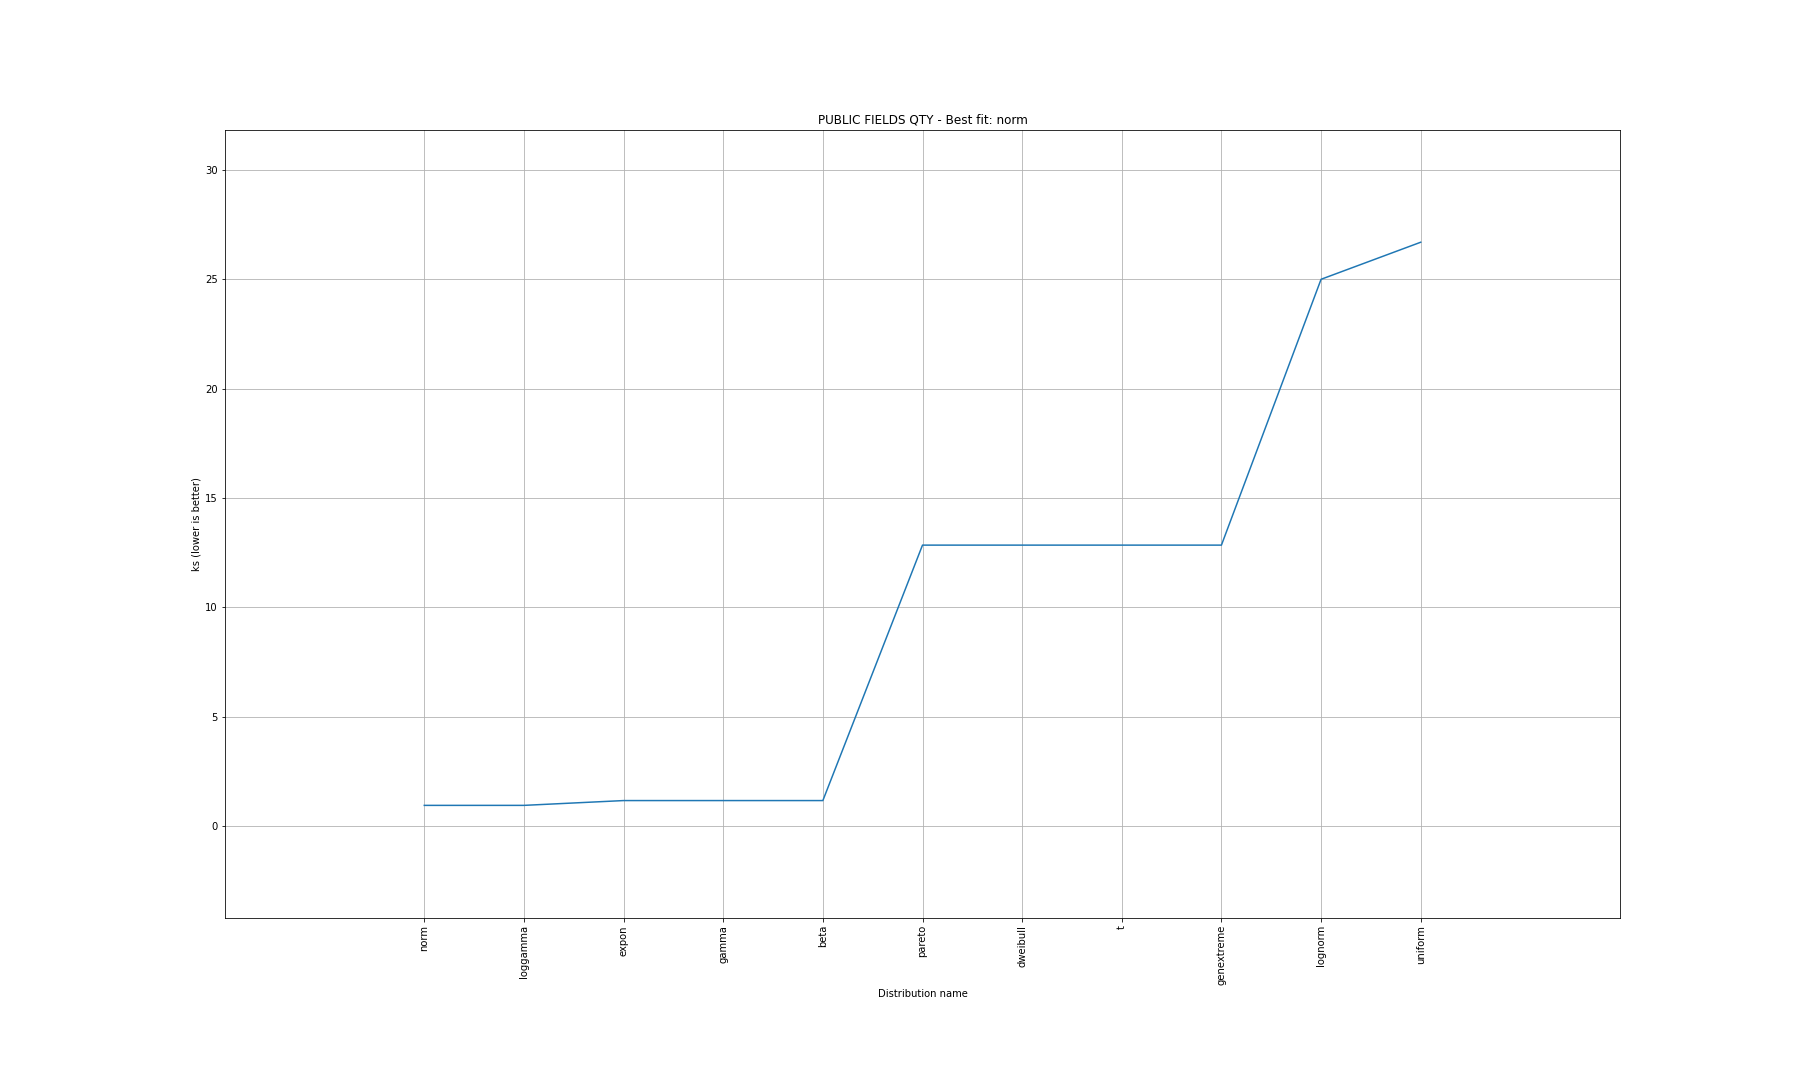 PUBLIC FIELDS QTY - Best fit: norm
ks (lower is better)
30
25
20
15
10
5
0
norm
loggamma
expon
gamma
beta
pareto
dweibull
t
genextreme
lognorm
uniform
Distribution name